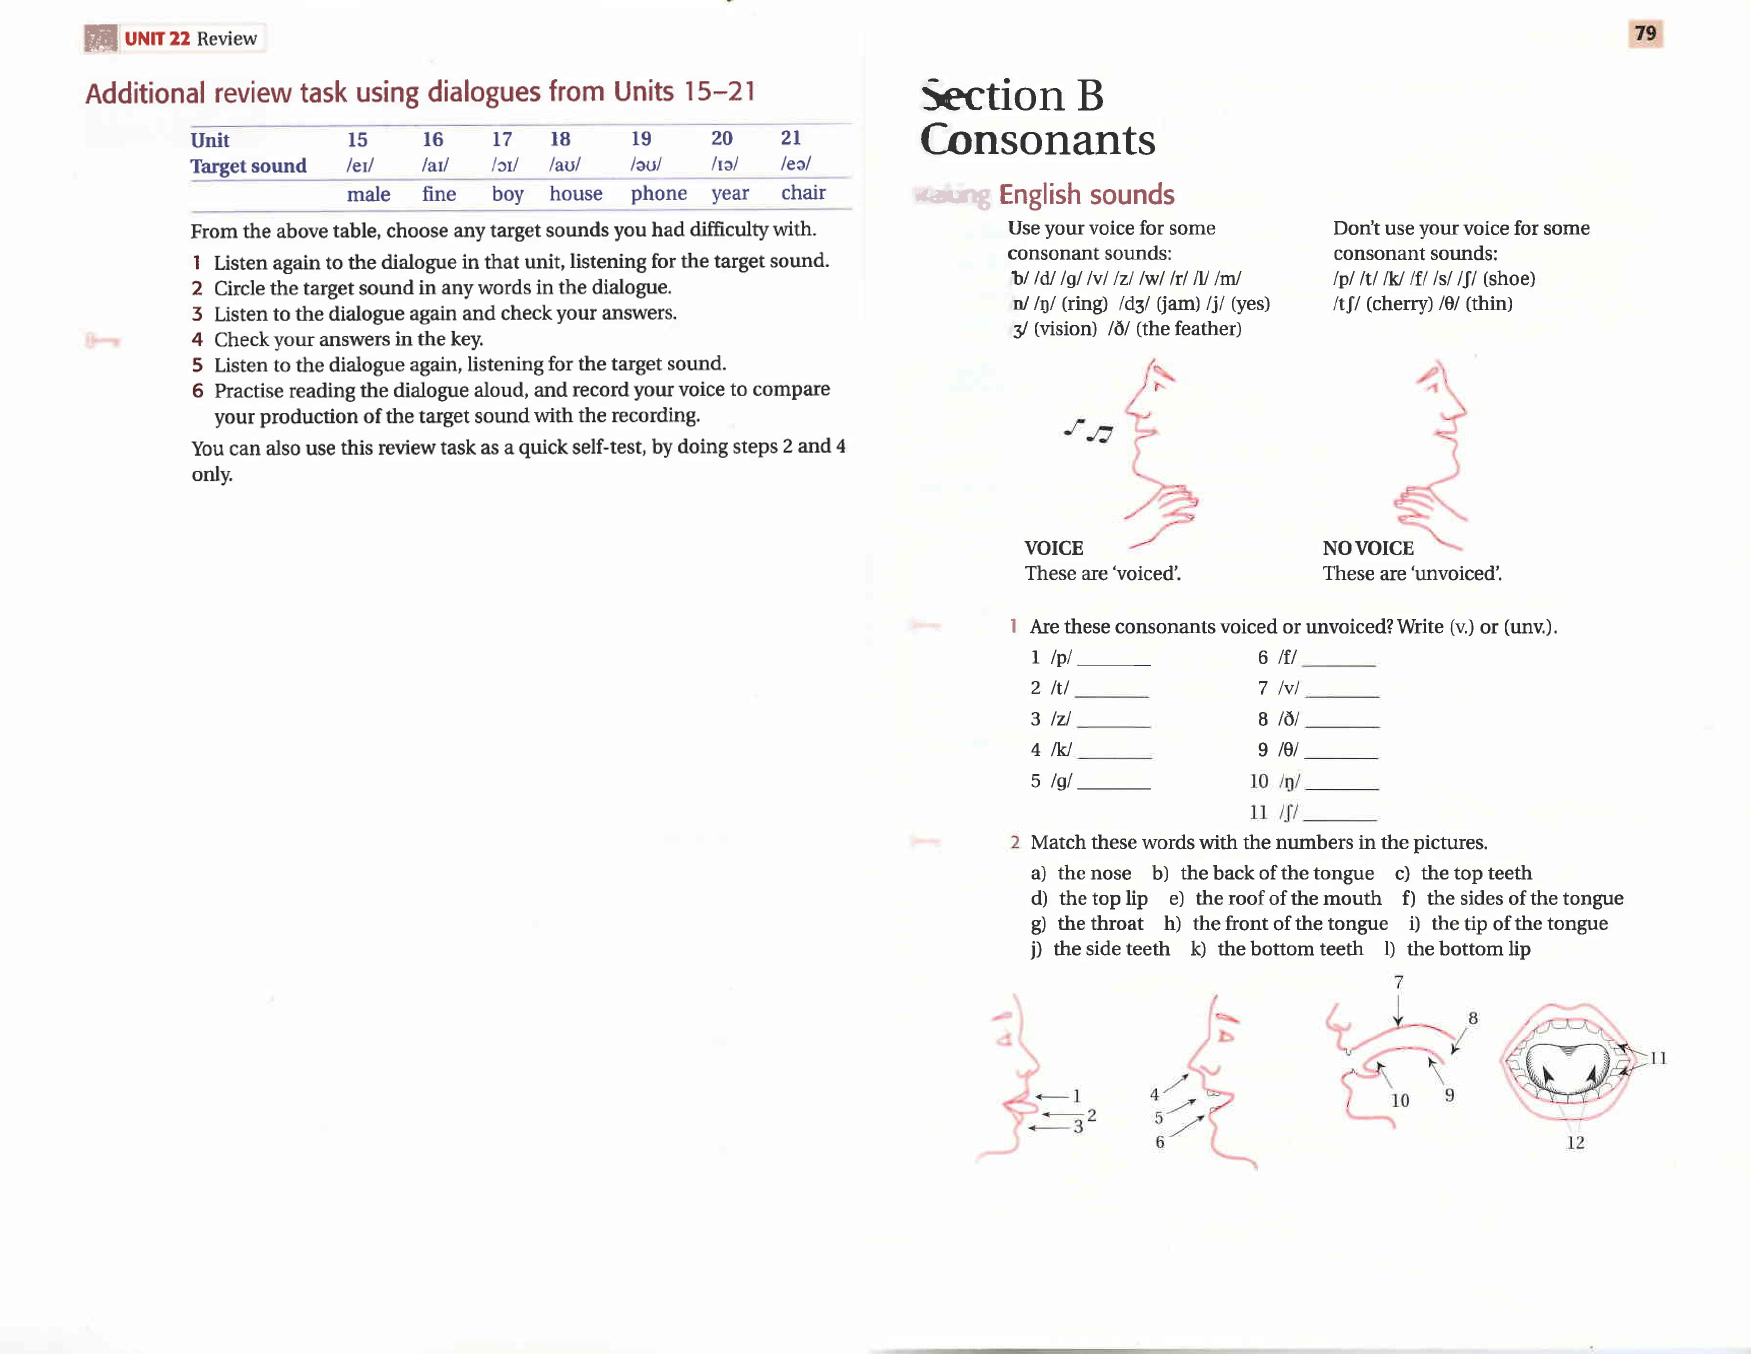 UNIT 22 Review
Additional review task using dialogues from Units 15–21
Unit 15 16 17 18 19 20 21
Target sound /eɪ/ /aɪ/ /ɔɪ/ /aʊ/ /əʊ/ /ɪə/ /eə/
male fine boy house phone year chair
From the above table, choose any target sounds you had difficulty with.
1 Listen again to the dialogue in that unit, listening for the target sound.
2 Circle the target sound in any words in the dialogue.
3 Listen to the dialogue again and check your answers.
4 Check your answers in the key.
5 Listen to the dialogue again, listening for the target sound.
6 Practise reading the dialogue aloud, and record your voice to compare
your production of the target sound with the recording.
You can also use this review task as a quick self-test, by doing steps 2 and 4
only.
79
Section B
Consonants
Making English sounds
Use your voice for some
consonant sounds:
b/ /d/ /g/ /v/ /z/ /w/ /r/ /l/ /m/
n/ /ŋ/ (ring) /dʒ/ (jam) /j/ (yes)
ʒ/ (vision) /ð/ (the feather)
VOICE
These are ‘voiced’.
Don’t use your voice for some
consonant sounds:
/p/ /t/ /k/ /f/ /s/ /ʃ/ (shoe)
/tʃ/ (cherry) /θ/ (thin)
NO VOICE
These are ‘unvoiced’.
1 Are these consonants voiced or unvoiced? Write (v.) or (unv.).
1 /p/ ______ 6 /f/ ______
2 /t/ ______ 7 /v/ ______
3 /z/ ______ 8 /ð/ ______
4 /k/ ______ 9 /θ/ ______
5 /g/ ______ 10 /ŋ/ ______
11 /ʃ/ ______
2 Match these words with the numbers in the pictures.
a) the nose b) the back of the tongue c) the top teeth
d) the top lip e) the roof of the mouth f) the sides of the tongue
g) the throat h) the front of the tongue i) the tip of the tongue
j) the side teeth k) the bottom teeth l) the bottom lip
1
2
3
4
5
6
7
8
9
10
11
12